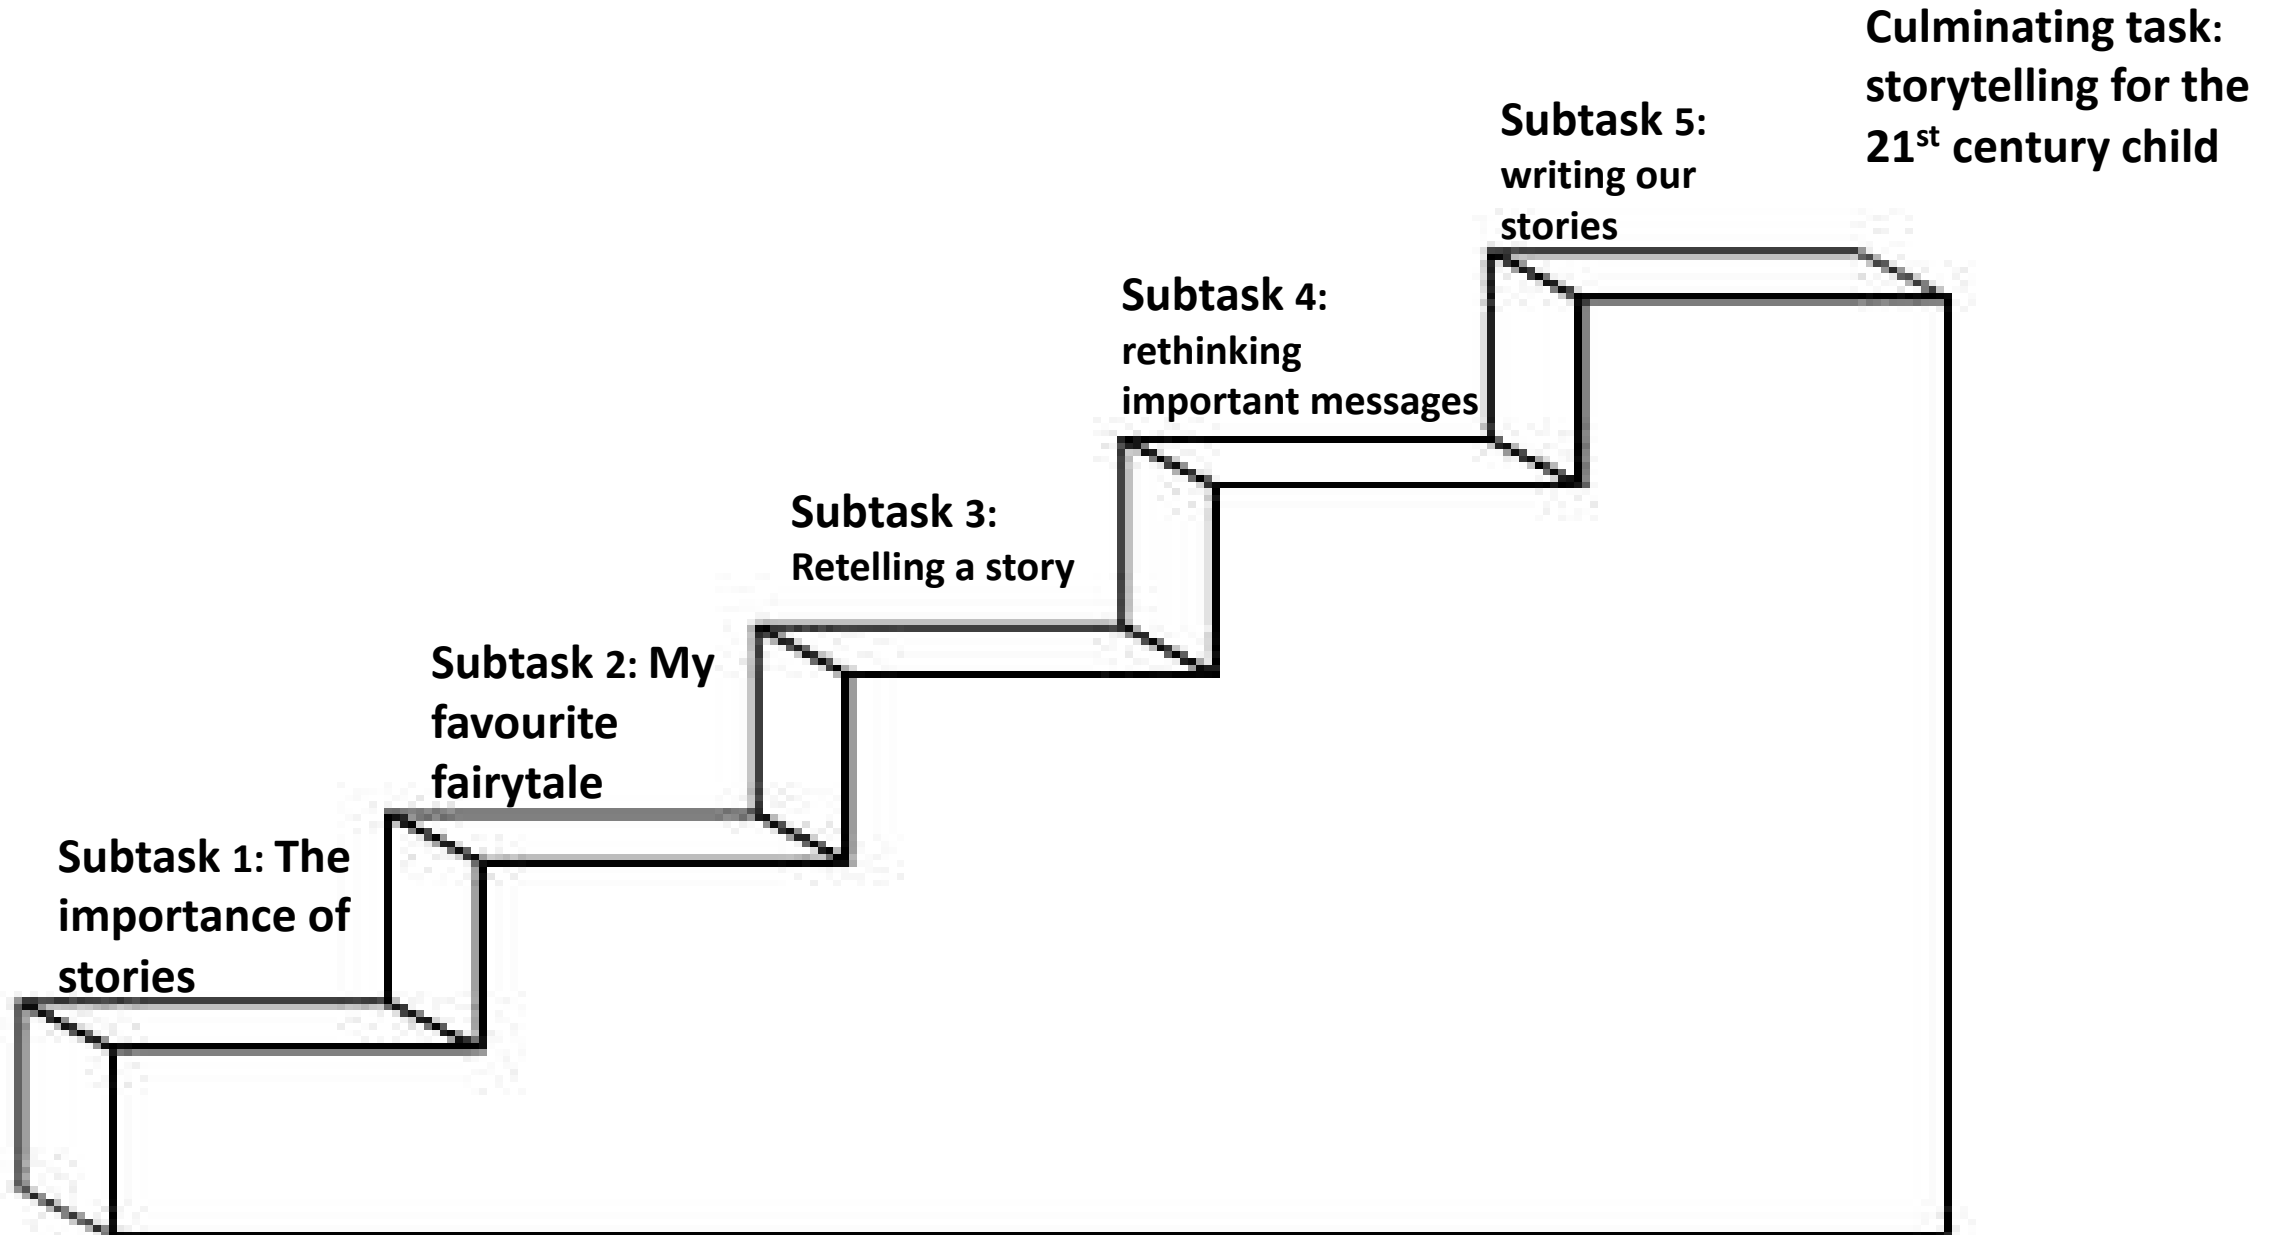 Culminating task:
storytelling for the
21st century child
Subtask 5:
writing our
stories
Subtask 4:
rethinking
important messages
Subtask 3:
Retelling a story
Subtask 2: My
favourite
fairytale
Subtask 1: The
importance of
stories